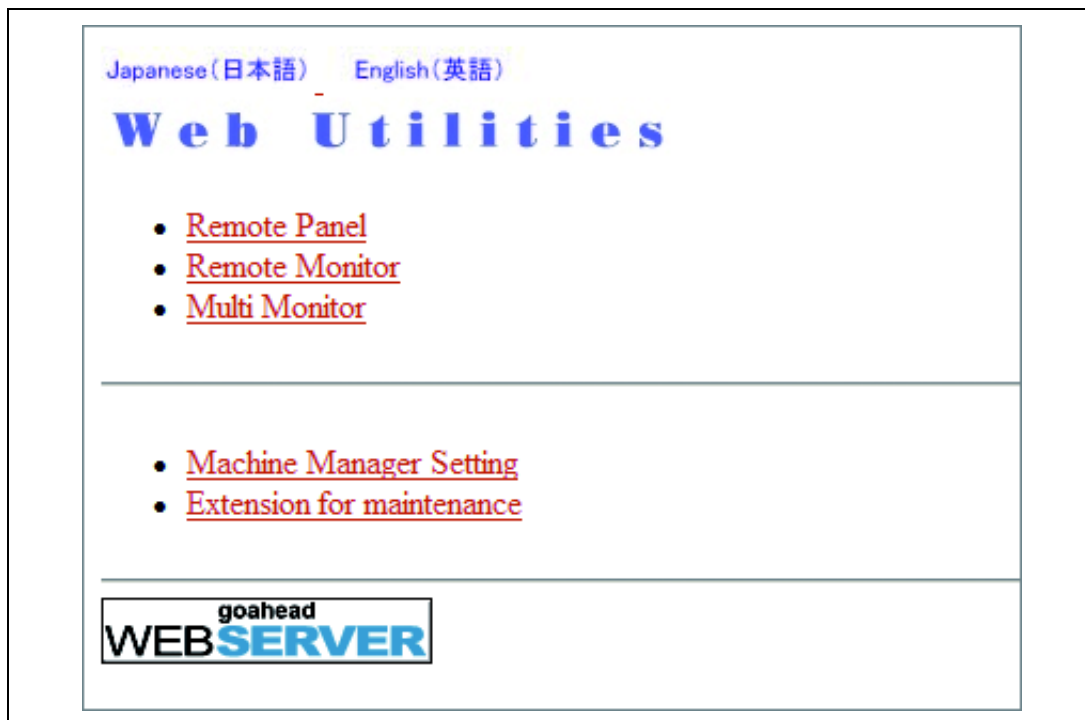 Japanese(日本語) English(英語)
Web Utilities
Remote Panel
Remote Monitor
Multi Monitor
Machine Manager Setting
Extension for maintenance
goahead
WEBSERVER